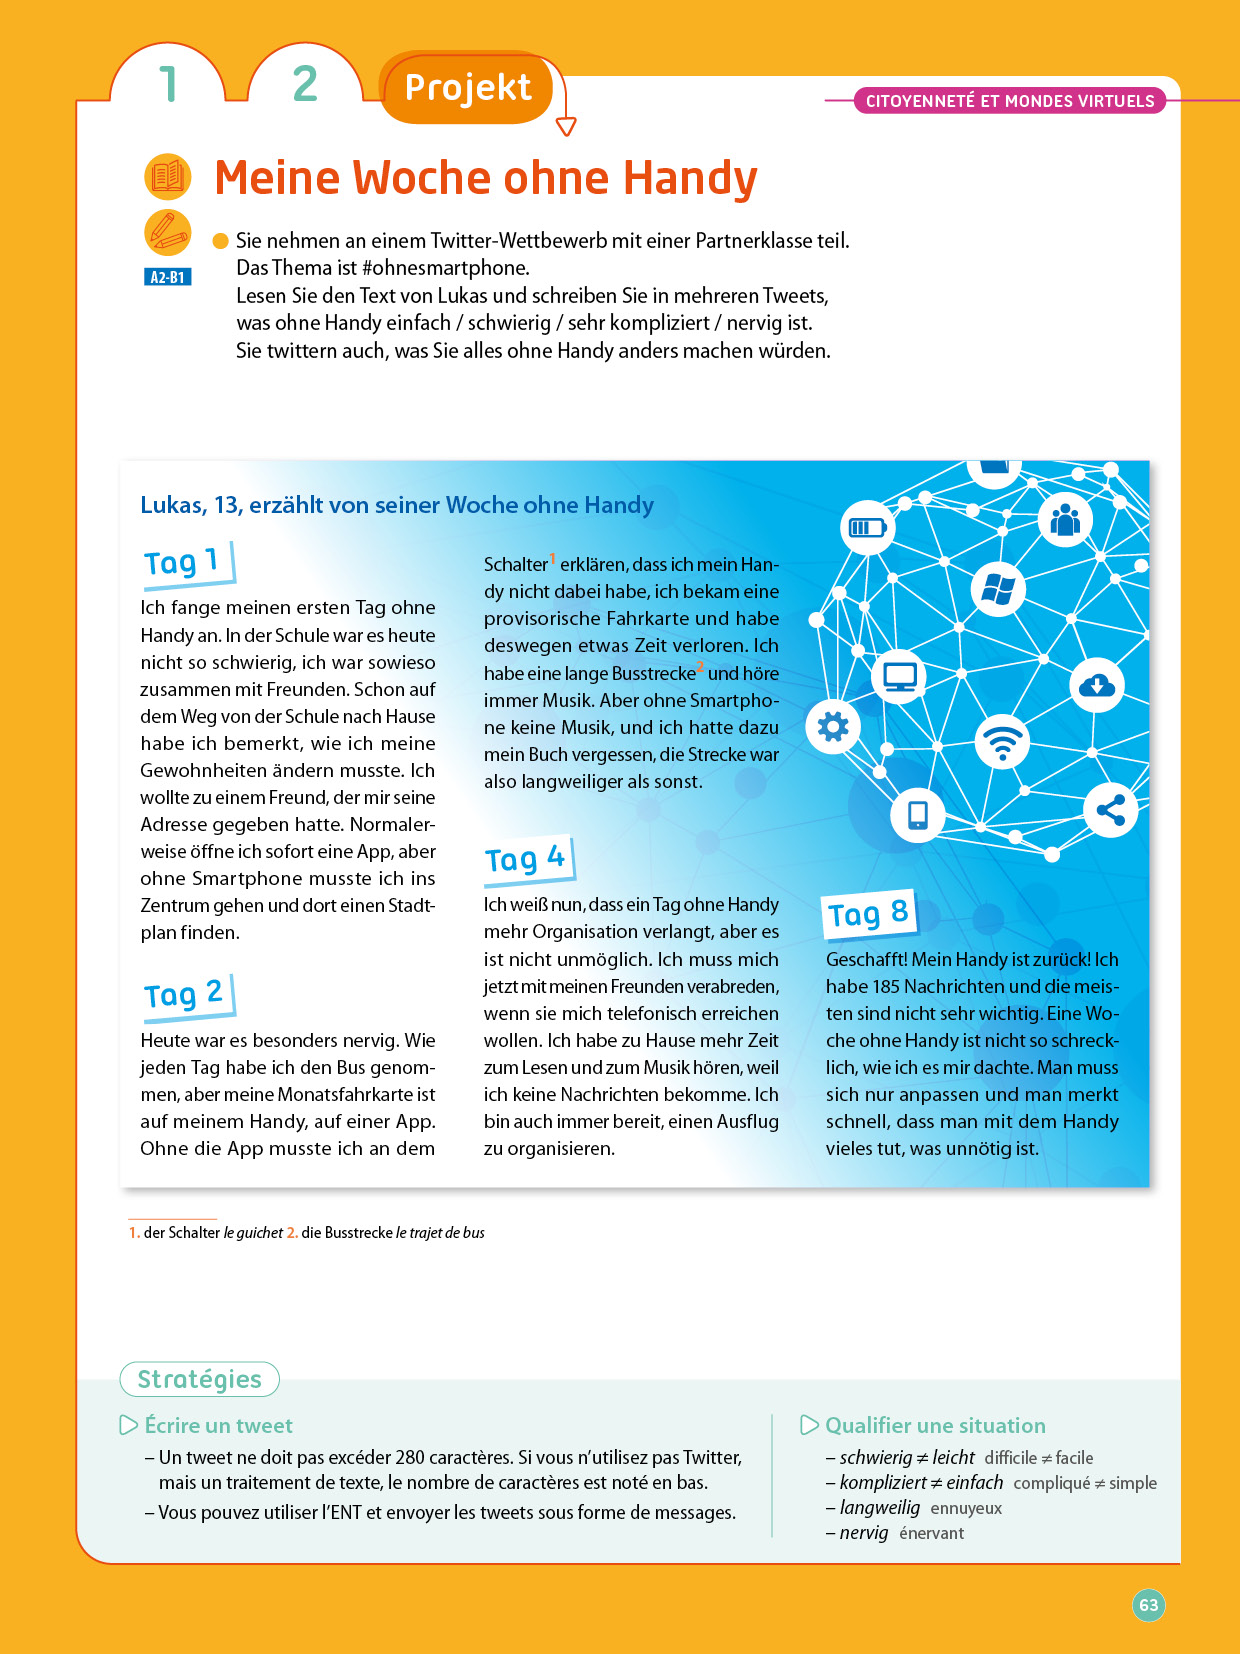 1
2
Projekt
CITOYENNETÉ ET MONDES VIRTUELS
Meine Woche ohne Handy
A2-B1
Sie nehmen an einem Twitter-Wettbewerb mit einer Partnerklasse teil.
Das Thema ist #ohnesmartphone.
Lesen Sie den Text von Lukas und schreiben Sie in mehreren Tweets,
was ohne Handy einfach / schwierig / sehr kompliziert / nervig ist.
Sie twittern auch, was Sie alles ohne Handy anders machen würden.
Lukas, 13, erzählt von seiner Woche ohne Handy
Tag 1
Ich fange meinen ersten Tag ohne
Handy an. In der Schule war es heute
nicht so schwierig, ich war sowieso
zusammen mit Freunden. Schon auf
dem Weg von der Schule nach Hause
habe ich bemerkt, wie ich meine
Gewohnheiten ändern musste. Ich
wollte zu einem Freund, der mir seine
Adresse gegeben hatte. Normaler-
weise öffne ich sofort eine App, aber
ohne Smartphone musste ich ins
Zentrum gehen und dort einen Stadt-
plan finden.
Tag 2
Heute war es besonders nervig. Wie
jeden Tag habe ich den Bus genom-
men, aber meine Monatsfahrkarte ist
auf meinem Handy, auf einer App.
Ohne die App musste ich an dem
Schalter1 erklären, dass ich mein Han-
dy nicht dabei habe, ich bekam eine
provisorische Fahrkarte und habe
deswegen etwas Zeit verloren. Ich
habe eine lange Busstrecke2 und höre
immer Musik. Aber ohne Smartpho-
ne keine Musik, und ich hatte dazu
mein Buch vergessen, die Strecke war
also langweiliger als sonst.
Tag 4
Ich weiß nun, dass ein Tag ohne Handy
mehr Organisation verlangt, aber es
ist nicht unmöglich. Ich muss mich
jetzt mit meinen Freunden verabreden,
wenn sie mich telefonisch erreichen
wollen. Ich habe zu Hause mehr Zeit
zum Lesen und zum Musik hören, weil
ich keine Nachrichten bekomme. Ich
bin auch immer bereit, einen Ausflug
zu organisieren.
Tag 8
Geschafft! Mein Handy ist zurück! Ich
habe 185 Nachrichten und die meis-
ten sind nicht sehr wichtig. Eine Wo-
che ohne Handy ist nicht so schreck-
lich, wie ich es mir dachte. Man muss
sich nur anpassen und man merkt
schnell, dass man mit dem Handy
vieles tut, was unnötig ist.
1. der Schalter le guichet 2. die Busstrecke le trajet de bus
Stratégies
Écrire un tweet
– Un tweet ne doit pas excéder 280 caractères. Si vous n’utilisez pas Twitter,
mais un traitement de texte, le nombre de caractères est noté en bas.
– Vous pouvez utiliser l’ENT et envoyer les tweets sous forme de messages.
Qualifier une situation
– schwierig ≠ leicht difficile ≠ facile
– kompliziert ≠ einfach compliqué ≠ simple
– langweilig ennuyeux
– nervig énervant
63